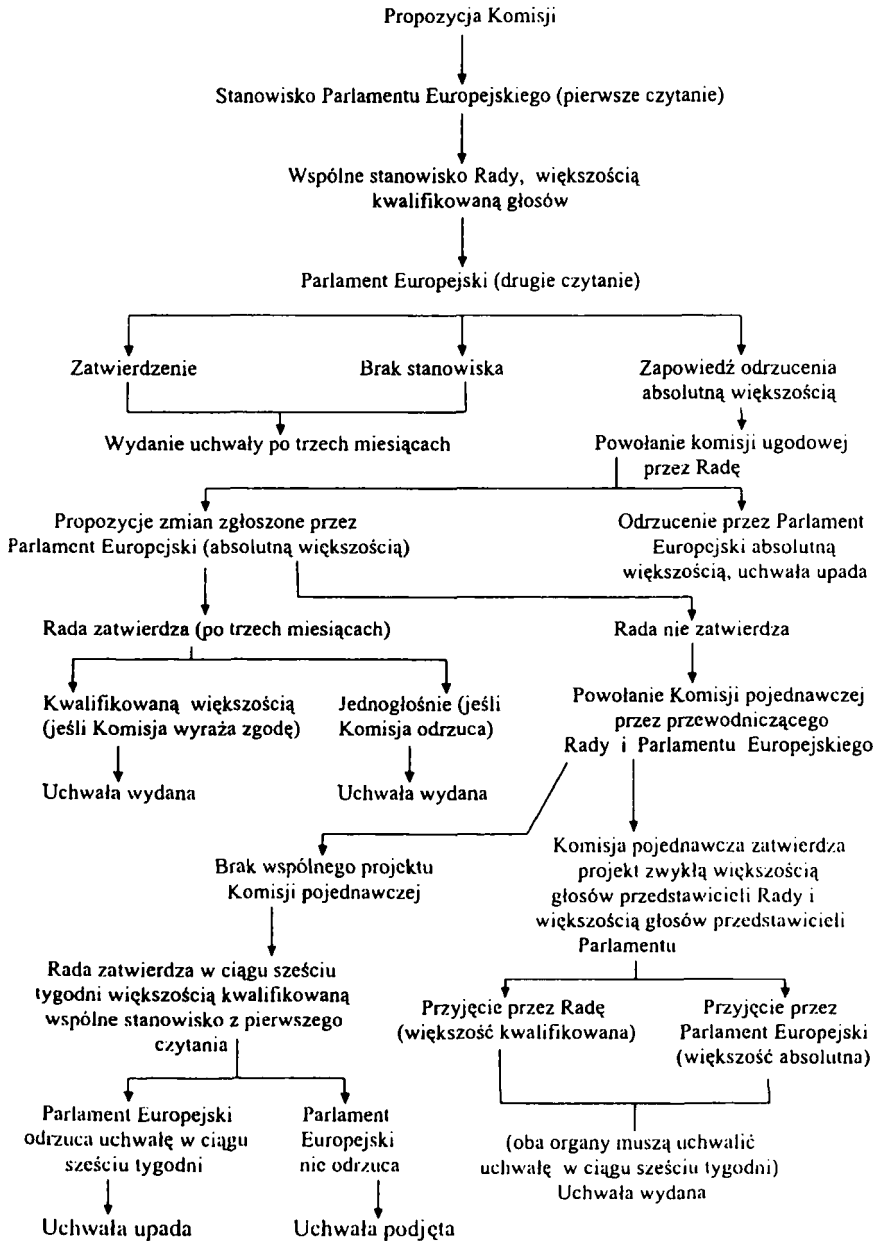 Propozycja Komisji
Stanowisko Parlamentu Europejskiego (pierwsze czytanie)
Wspólne stanowisko Rady, większością
kwalifikowaną głosów
Parlament Europejski (drugie czytanie)
Zatwierdzenie
Brak stanowiska
Zapowiedź odrzucenia
absolutną większością
Wydanie uchwały po trzech miesiącach
Powołanie komisji ugodowej
przez Radę
Propozycje zmian zgłoszone przez
Parlament Europejski (absolutną większością)
Odrzucenie przez Parlament
Europejski absolutną
większością, uchwała upada
Rada zatwierdza (po trzech miesiącach)
Rada nie zatwierdza
Kwalifikowaną większością
(jeśli Komisja wyraża zgodę)
Jednogłośnie (jeśli
Komisja odrzuca)
Powołanie Komisji pojednawczej
przez przewodniczącego
Rady i Parlamentu Europejskiego
Uchwała wydana
Uchwała wydana
Brak wspólnego projektu
Komisji pojednawczej
Komisja pojednawcza zatwierdza
projekt zwykłą większością
głosów przedstawicieli Rady i
większością głosów przedstawicieli
Parlamentu
Rada zatwierdza w ciągu sześciu
tygodni większością kwalifikowaną
wspólne stanowisko z pierwszego
czytania
Przyjęcie przez Radę
(większość kwalifikowana)
Przyjęcie przez
Parlament Europejski
(większość absolutna)
Parlament Europejski
odrzuca uchwałę w ciągu
sześciu tygodni
Parlament
Europejski
nie odrzuca
(oba organy muszą uchwalić
uchwałę w ciągu sześciu tygodni)
Uchwała wydana
Uchwała upada
Uchwała podjęta